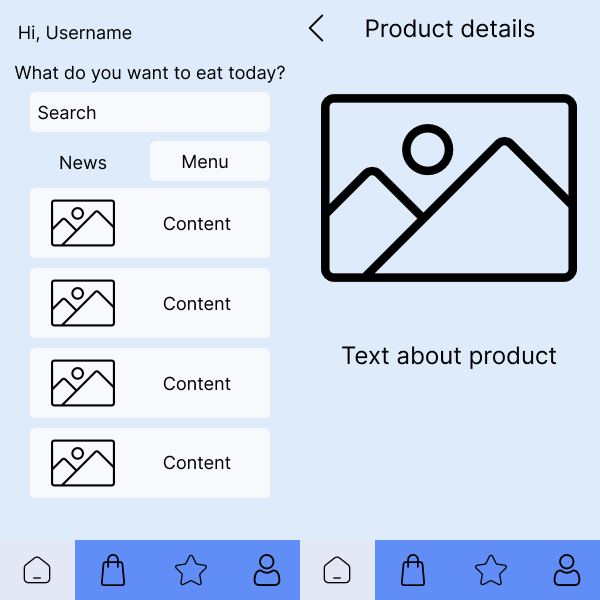 Hi, Username
What do you want to eat today?
Search
News
Menu
Content
Content
Content
Content
Product details
Text about product